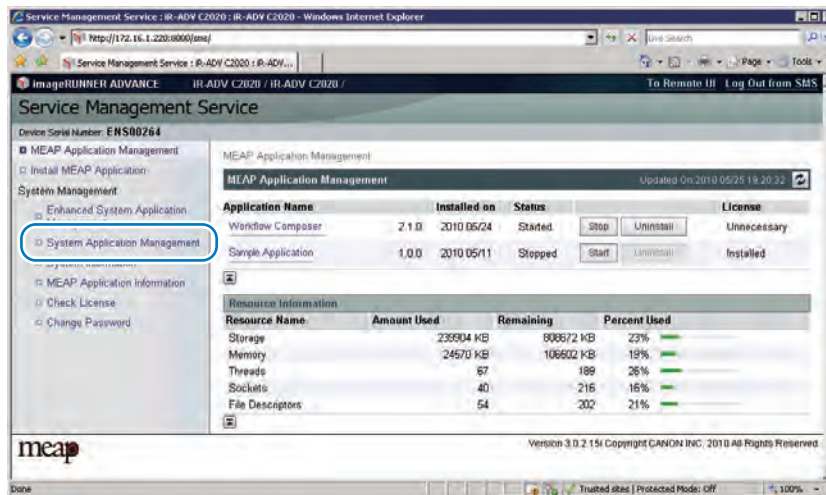 Service Management Service : iR-ADV C2020 : iR-ADV C2020 - Windows Internet Explorer
http://172.16.1.220:8000/sms/
Live Search
Service Management Service : iR-ADV C2020 : iR-ADV...
Page Tools
imageRUNNER ADVANCE iR-ADV C2020 / iR-ADV C2020 /
To Remote UI Log Out from SMS
Service Management Service
Device Serial Number: ENS00264
MEAP Application Management
Install MEAP Application
System Management
Enhanced System Application
System Application Management
System Information
MEAP Application Information
Check License
Change Password
MEAP Application Management
MEAP Application Management Updated On:2010 05/25 19:20:32
Application Name Installed on Status License
Workflow Composer 2.1.0 2010 05/24 Started Stop Uninstall Unnecessary
Sample Application 1.0.0 2010 05/11 Stopped Start Uninstall Installed
Resource Information
Resource Name Amount Used Remaining Percent Used
Storage 239904 KB 808672 KB 23%
Memory 24570 KB 106502 KB 19%
Threads 67 189 26%
Sockets 40 216 16%
File Descriptors 54 202 21%
meap
Version 3.0.2.15( Copyright CANON INC. 2010 All Rights Reserved
Done
Trusted sites | Protected Mode: Off
100%